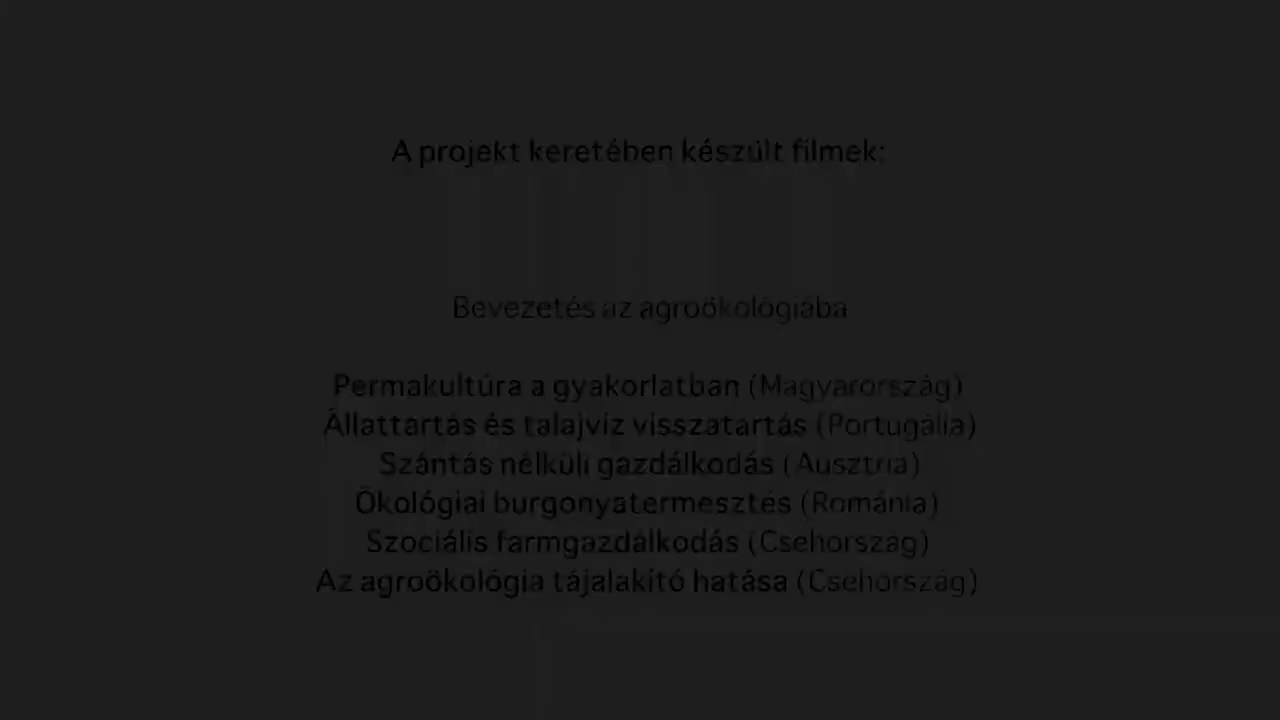 A projekt keretében készült filmek:
Bevezetés az agroökológiába
Permakultúra a gyakorlatban (Magyarország)
Állattartás és talajvíz visszatartás (Portugália)
Szántás nélküli gazdálkodás (Ausztria)
Ökológiai burgonyatermesztés (Románia)
Szociális farmgazdálkodás (Csehország)
Az agroökológia tájalakító hatása (Csehország)